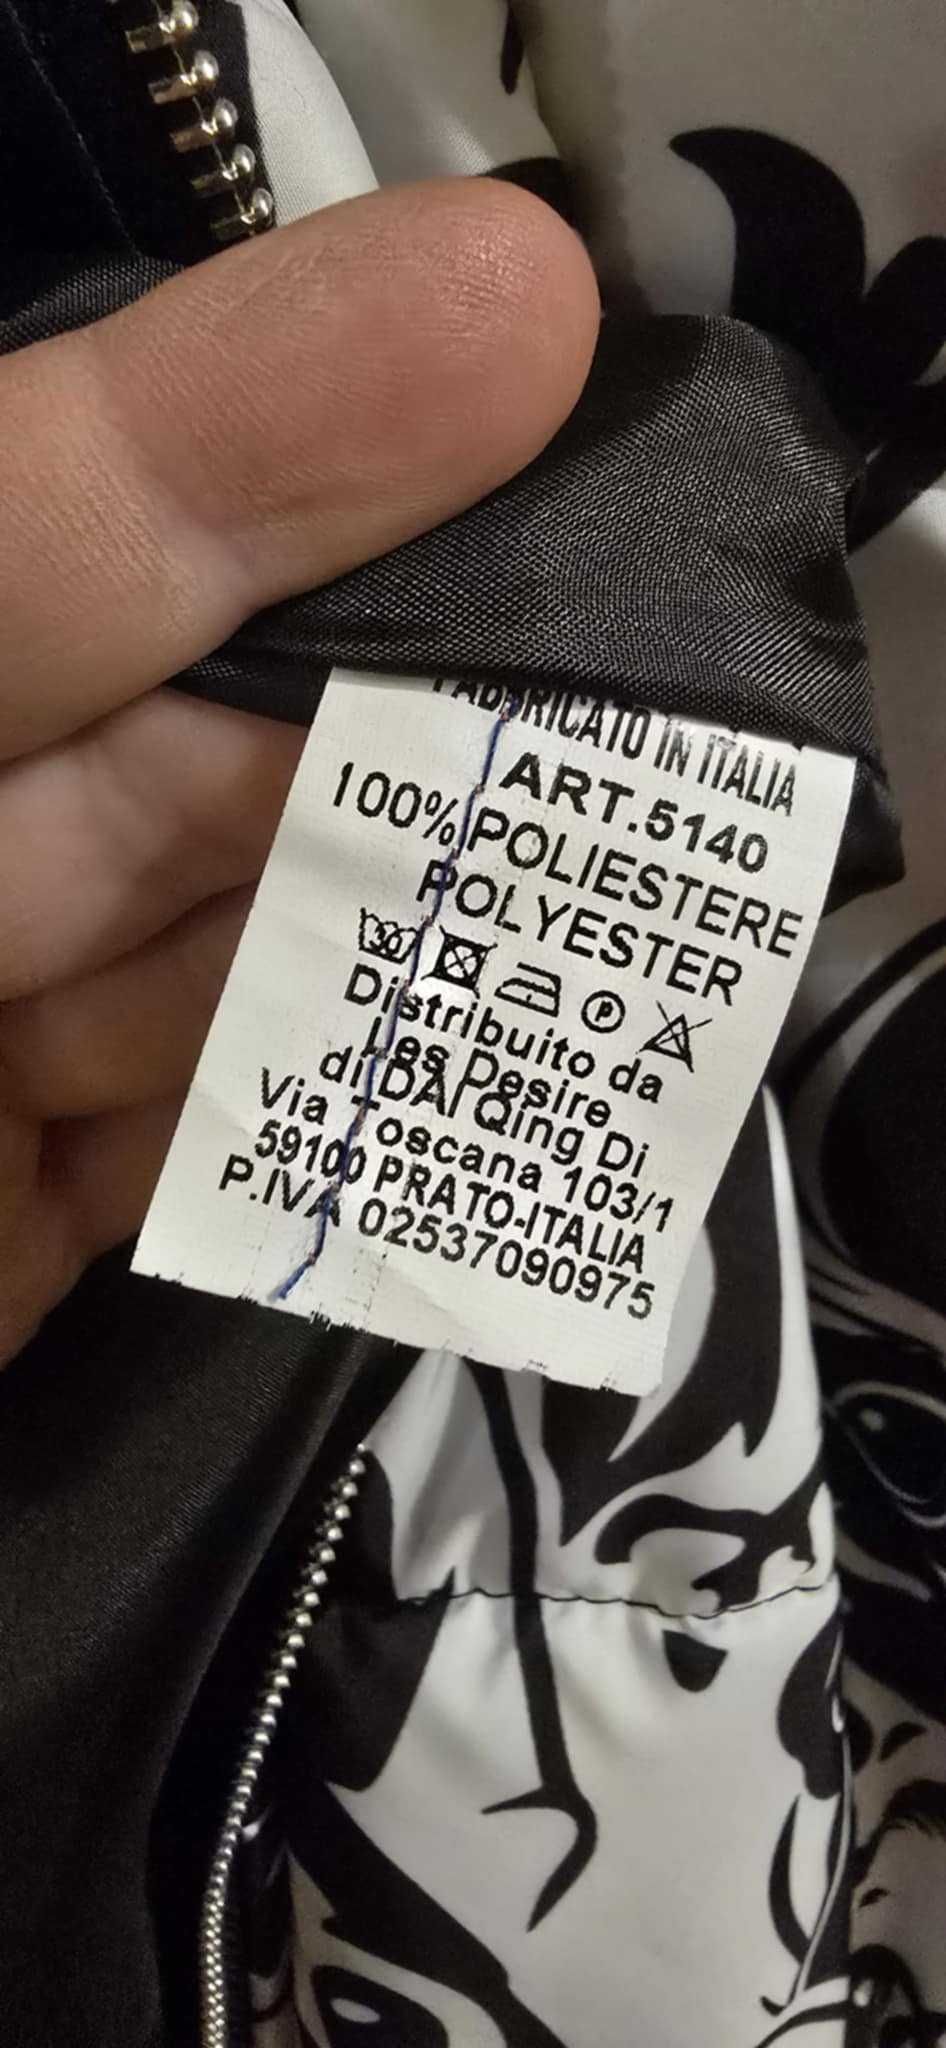 FABBRICATO IN ITALIA
ART.5140
100% POLIESTERE
POLYESTER
30 P
Distribuito da
Les Desire
di DAI Qing Di
Via Toscana 103/1
59100 PRATO-ITALIA
P.IVA 02537090975